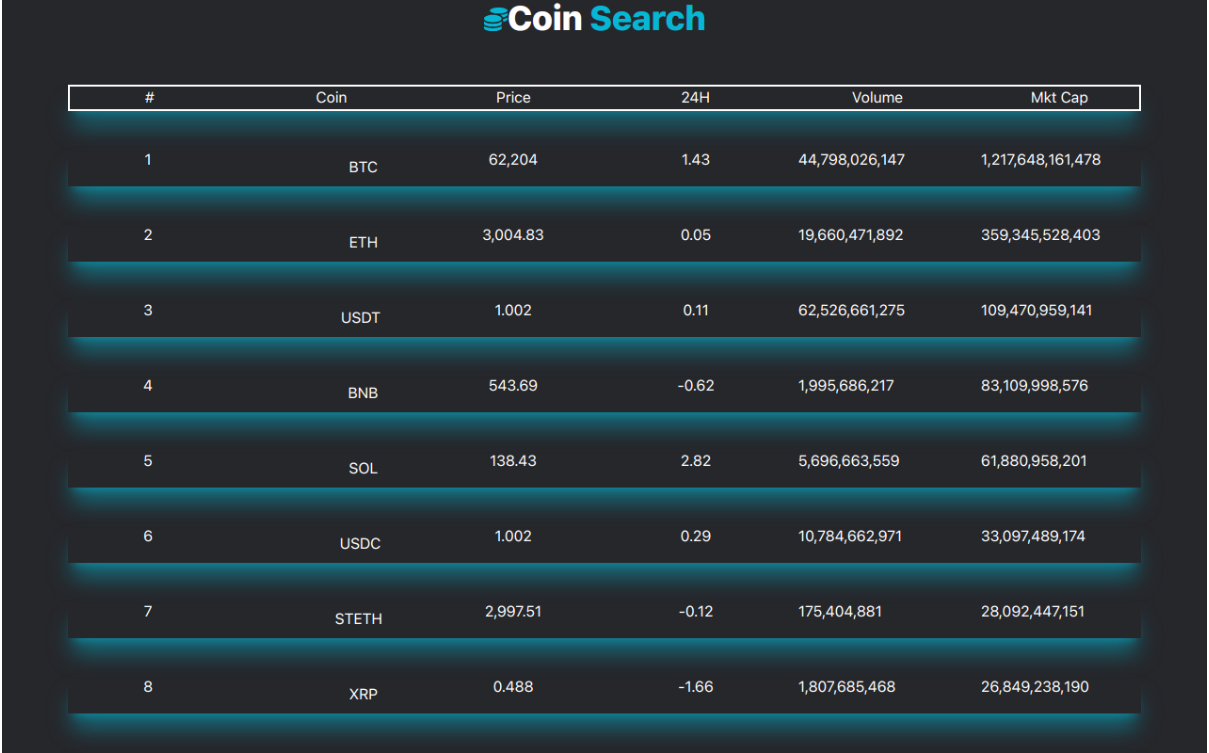 Coin Search
# Coin Price 24H Volume Mkt Cap
1 BTC 62,204 1.43 44,798,026,147 1,217,648,161,478
2 ETH 3,004.83 0.05 19,660,471,892 359,345,528,403
3 USDT 1.002 0.11 62,526,661,275 109,470,959,141
4 BNB 543.69 -0.62 1,995,686,217 83,109,998,576
5 SOL 138.43 2.82 5,696,663,559 61,880,958,201
6 USDC 1.002 0.29 10,784,662,971 33,097,489,174
7 STETH 2,997.51 -0.12 175,404,881 28,092,447,151
8 XRP 0.488 -1.66 1,807,685,468 26,849,238,190